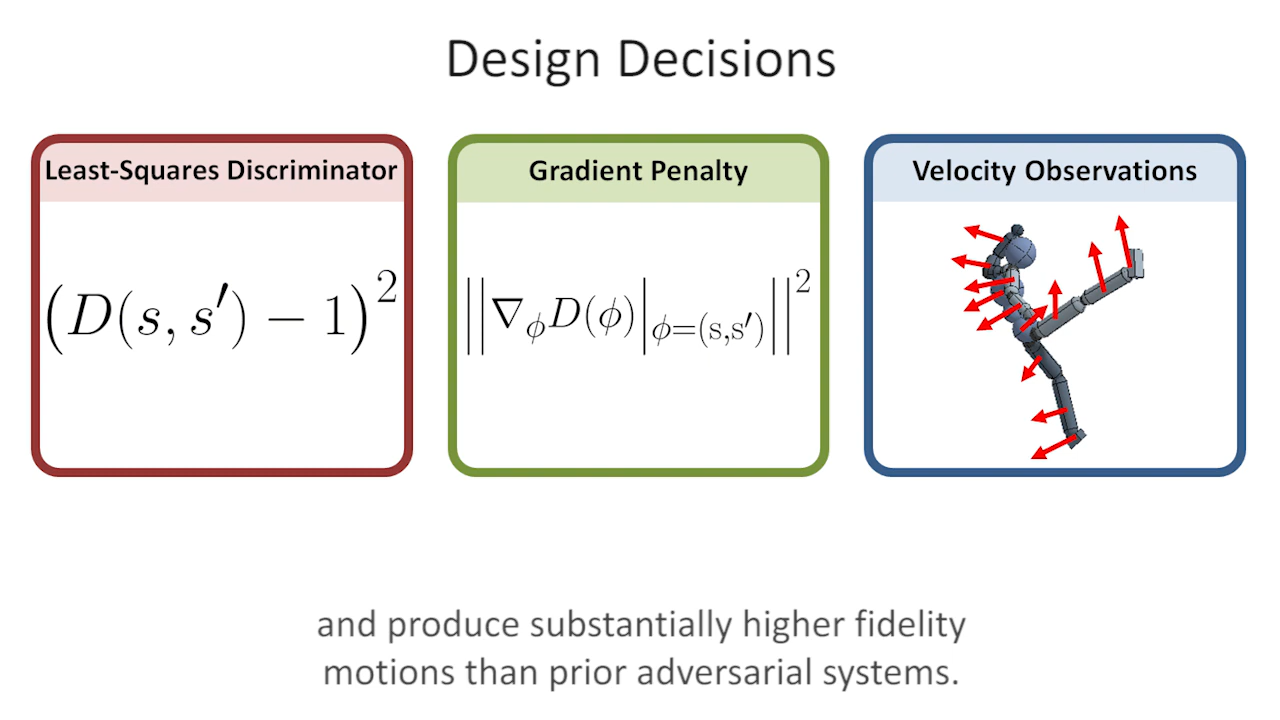 Design Decisions
Least-Squares Discriminator
Gradient Penalty
Velocity Observations
(D(s, s′) − 1)²
||∇_ϕ D(ϕ)|_{ϕ=(s,s′)}||²
and produce substantially higher fidelity
motions than prior adversarial systems.